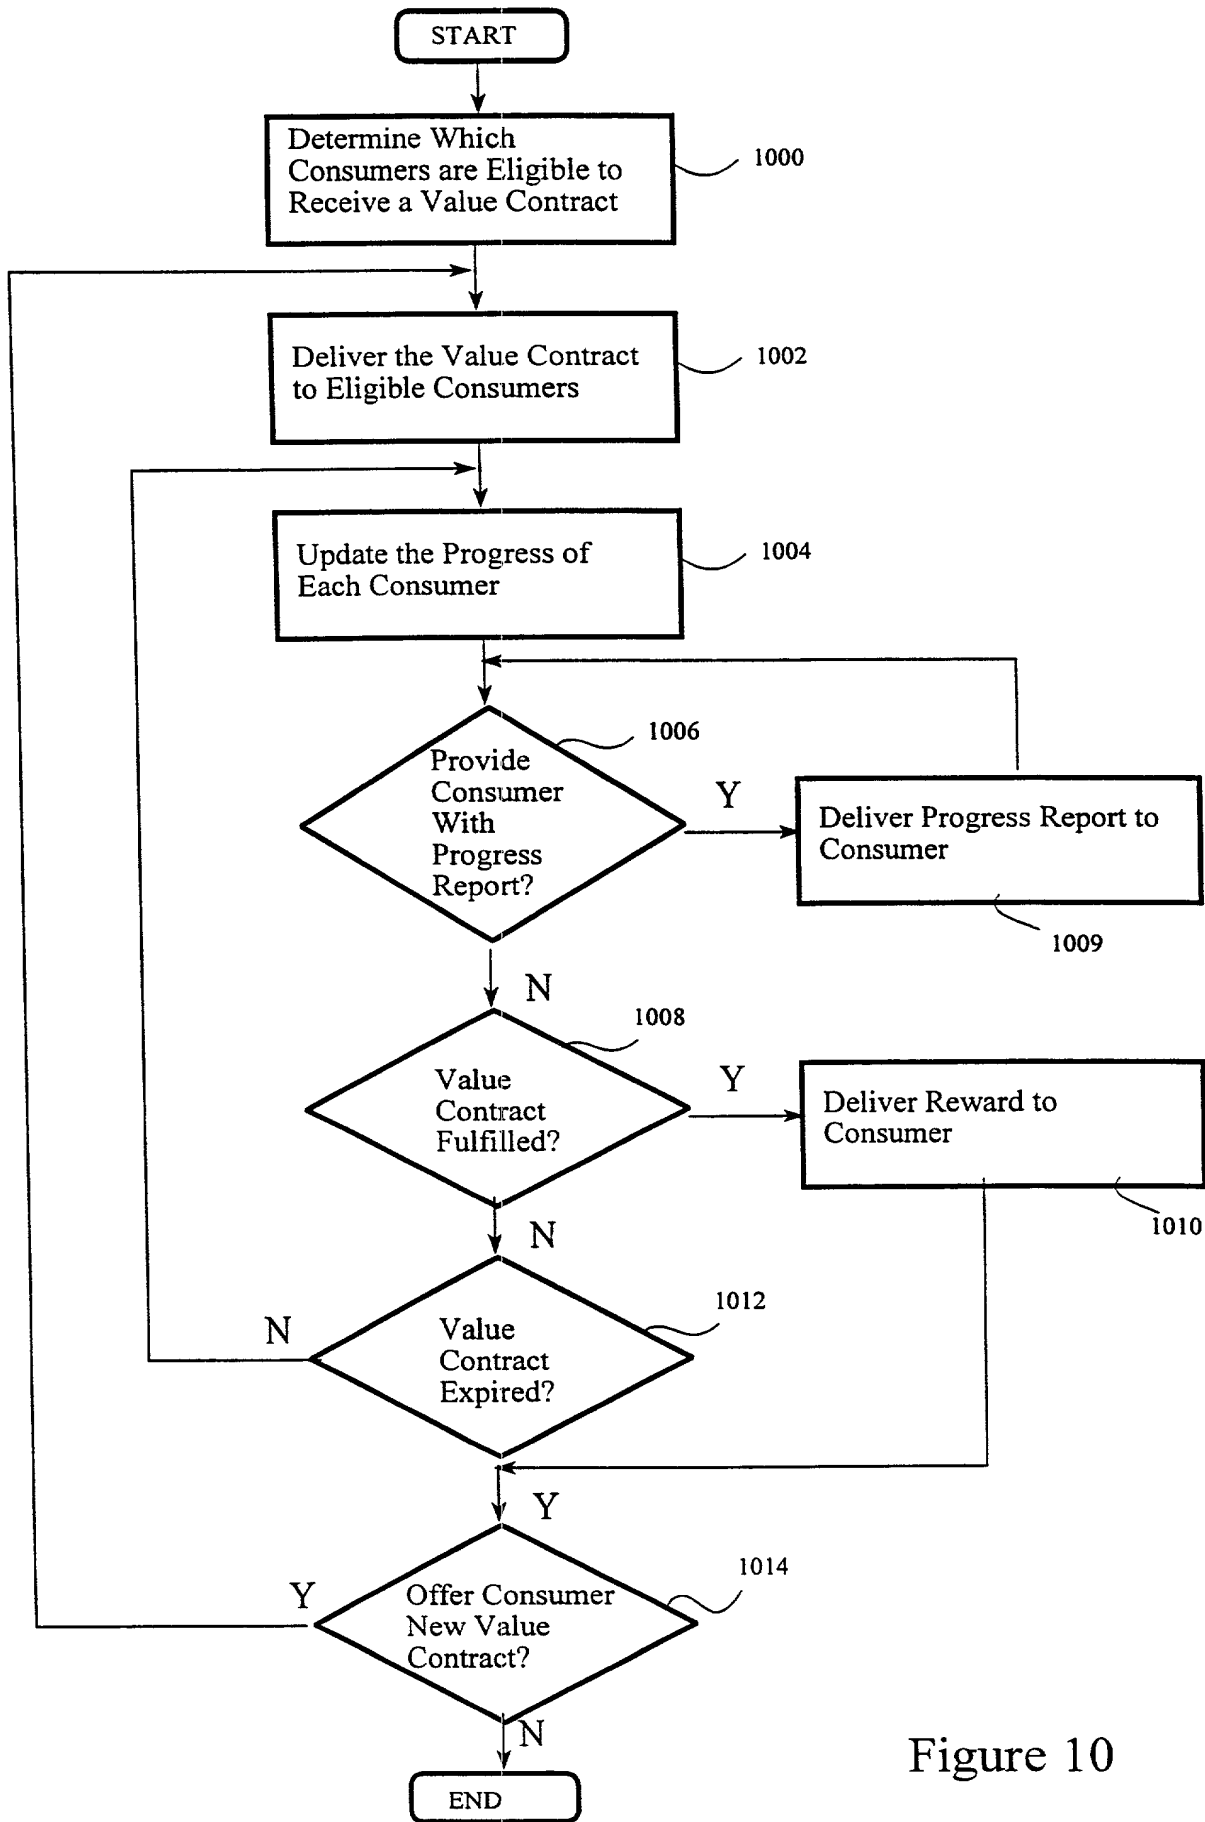 START
Determine Which
Consumers are Eligible to
Receive a Value Contract
1000
Deliver the Value Contract
to Eligible Consumers
1002
Update the Progress of
Each Consumer
1004
Provide
Consumer
With
Progress
Report?
1006
Y
Deliver Progress Report to
Consumer
1009
N
Value
Contract
Fulfilled?
1008
Y
Deliver Reward to
Consumer
1010
N
Value
Contract
Expired?
1012
N
Y
Offer Consumer
New Value
Contract?
1014
Y
N
END
Figure 10